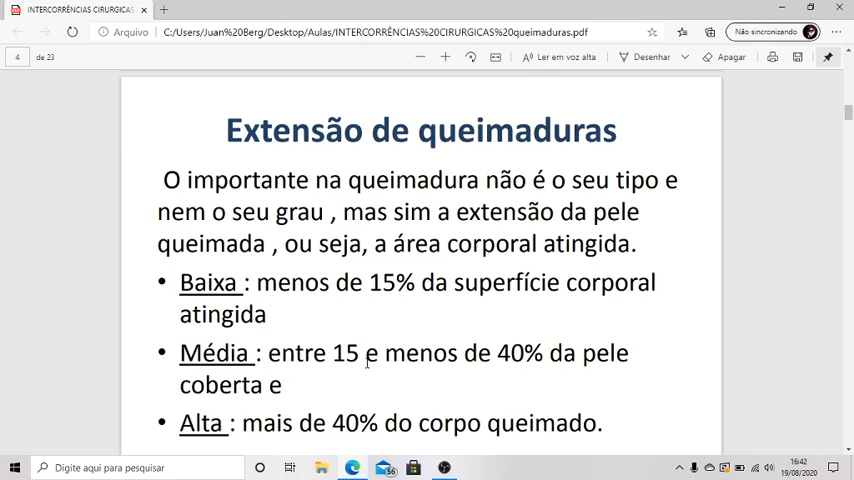 INTERCORRÊNCIAS CIRURGICAS
Arquivo
C:/Users/Juan%20Berg/Desktop/Aulas/INTERCORRÊNCIAS%20CIRURGICAS%20queimaduras.pdf
Não sincronizando
4 de 23
Ler em voz alta
Desenhar
Apagar
Extensão de queimaduras
O importante na queimadura não é o seu tipo e
nem o seu grau , mas sim a extensão da pele
queimada , ou seja, a área corporal atingida.
• Baixa : menos de 15% da superfície corporal
atingida
• Média : entre 15 e menos de 40% da pele
coberta e
• Alta : mais de 40% do corpo queimado.
Digite aqui para pesquisar
56
16:42
19/08/2020